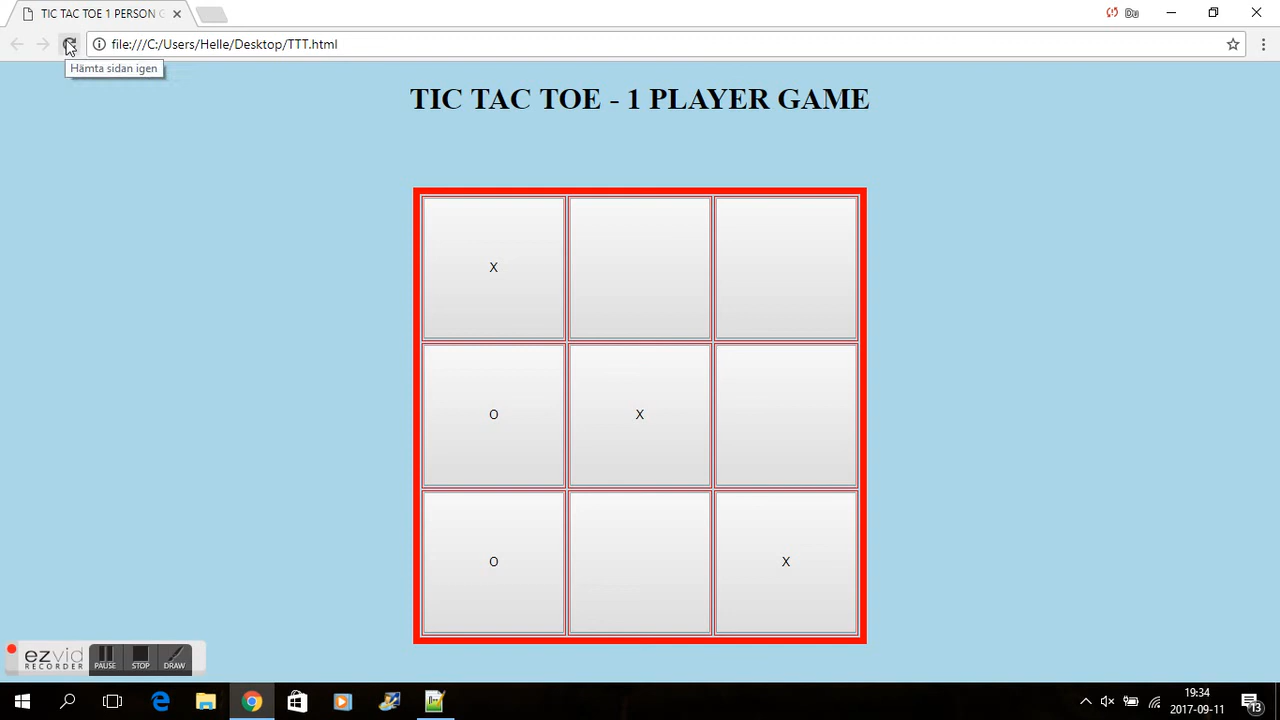 TIC TAC TOE 1 PERSON G
Du
file:///C:/Users/Helle/Desktop/TTT.html
Hämta sidan igen
TIC TAC TOE - 1 PLAYER GAME
X
O X
O X
ezvid
RECORDER
PAUSE STOP DRAW
19:34
2017-09-11
13